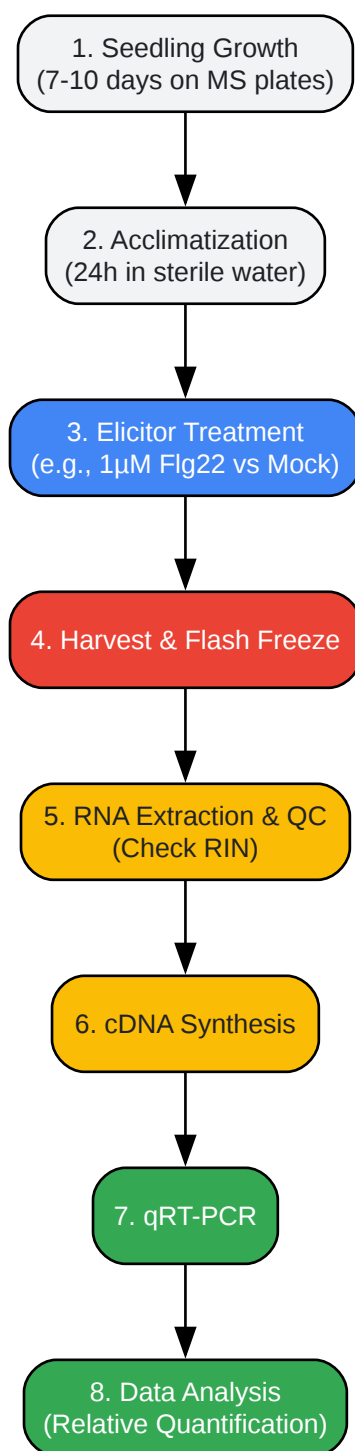 1. Seedling Growth
(7-10 days on MS plates)
2. Acclimatization
(24h in sterile water)
3. Elicitor Treatment
(e.g., 1µM Flg22 vs Mock)
4. Harvest & Flash Freeze
5. RNA Extraction & QC
(Check RIN)
6. cDNA Synthesis
7. qRT-PCR
8. Data Analysis
(Relative Quantification)